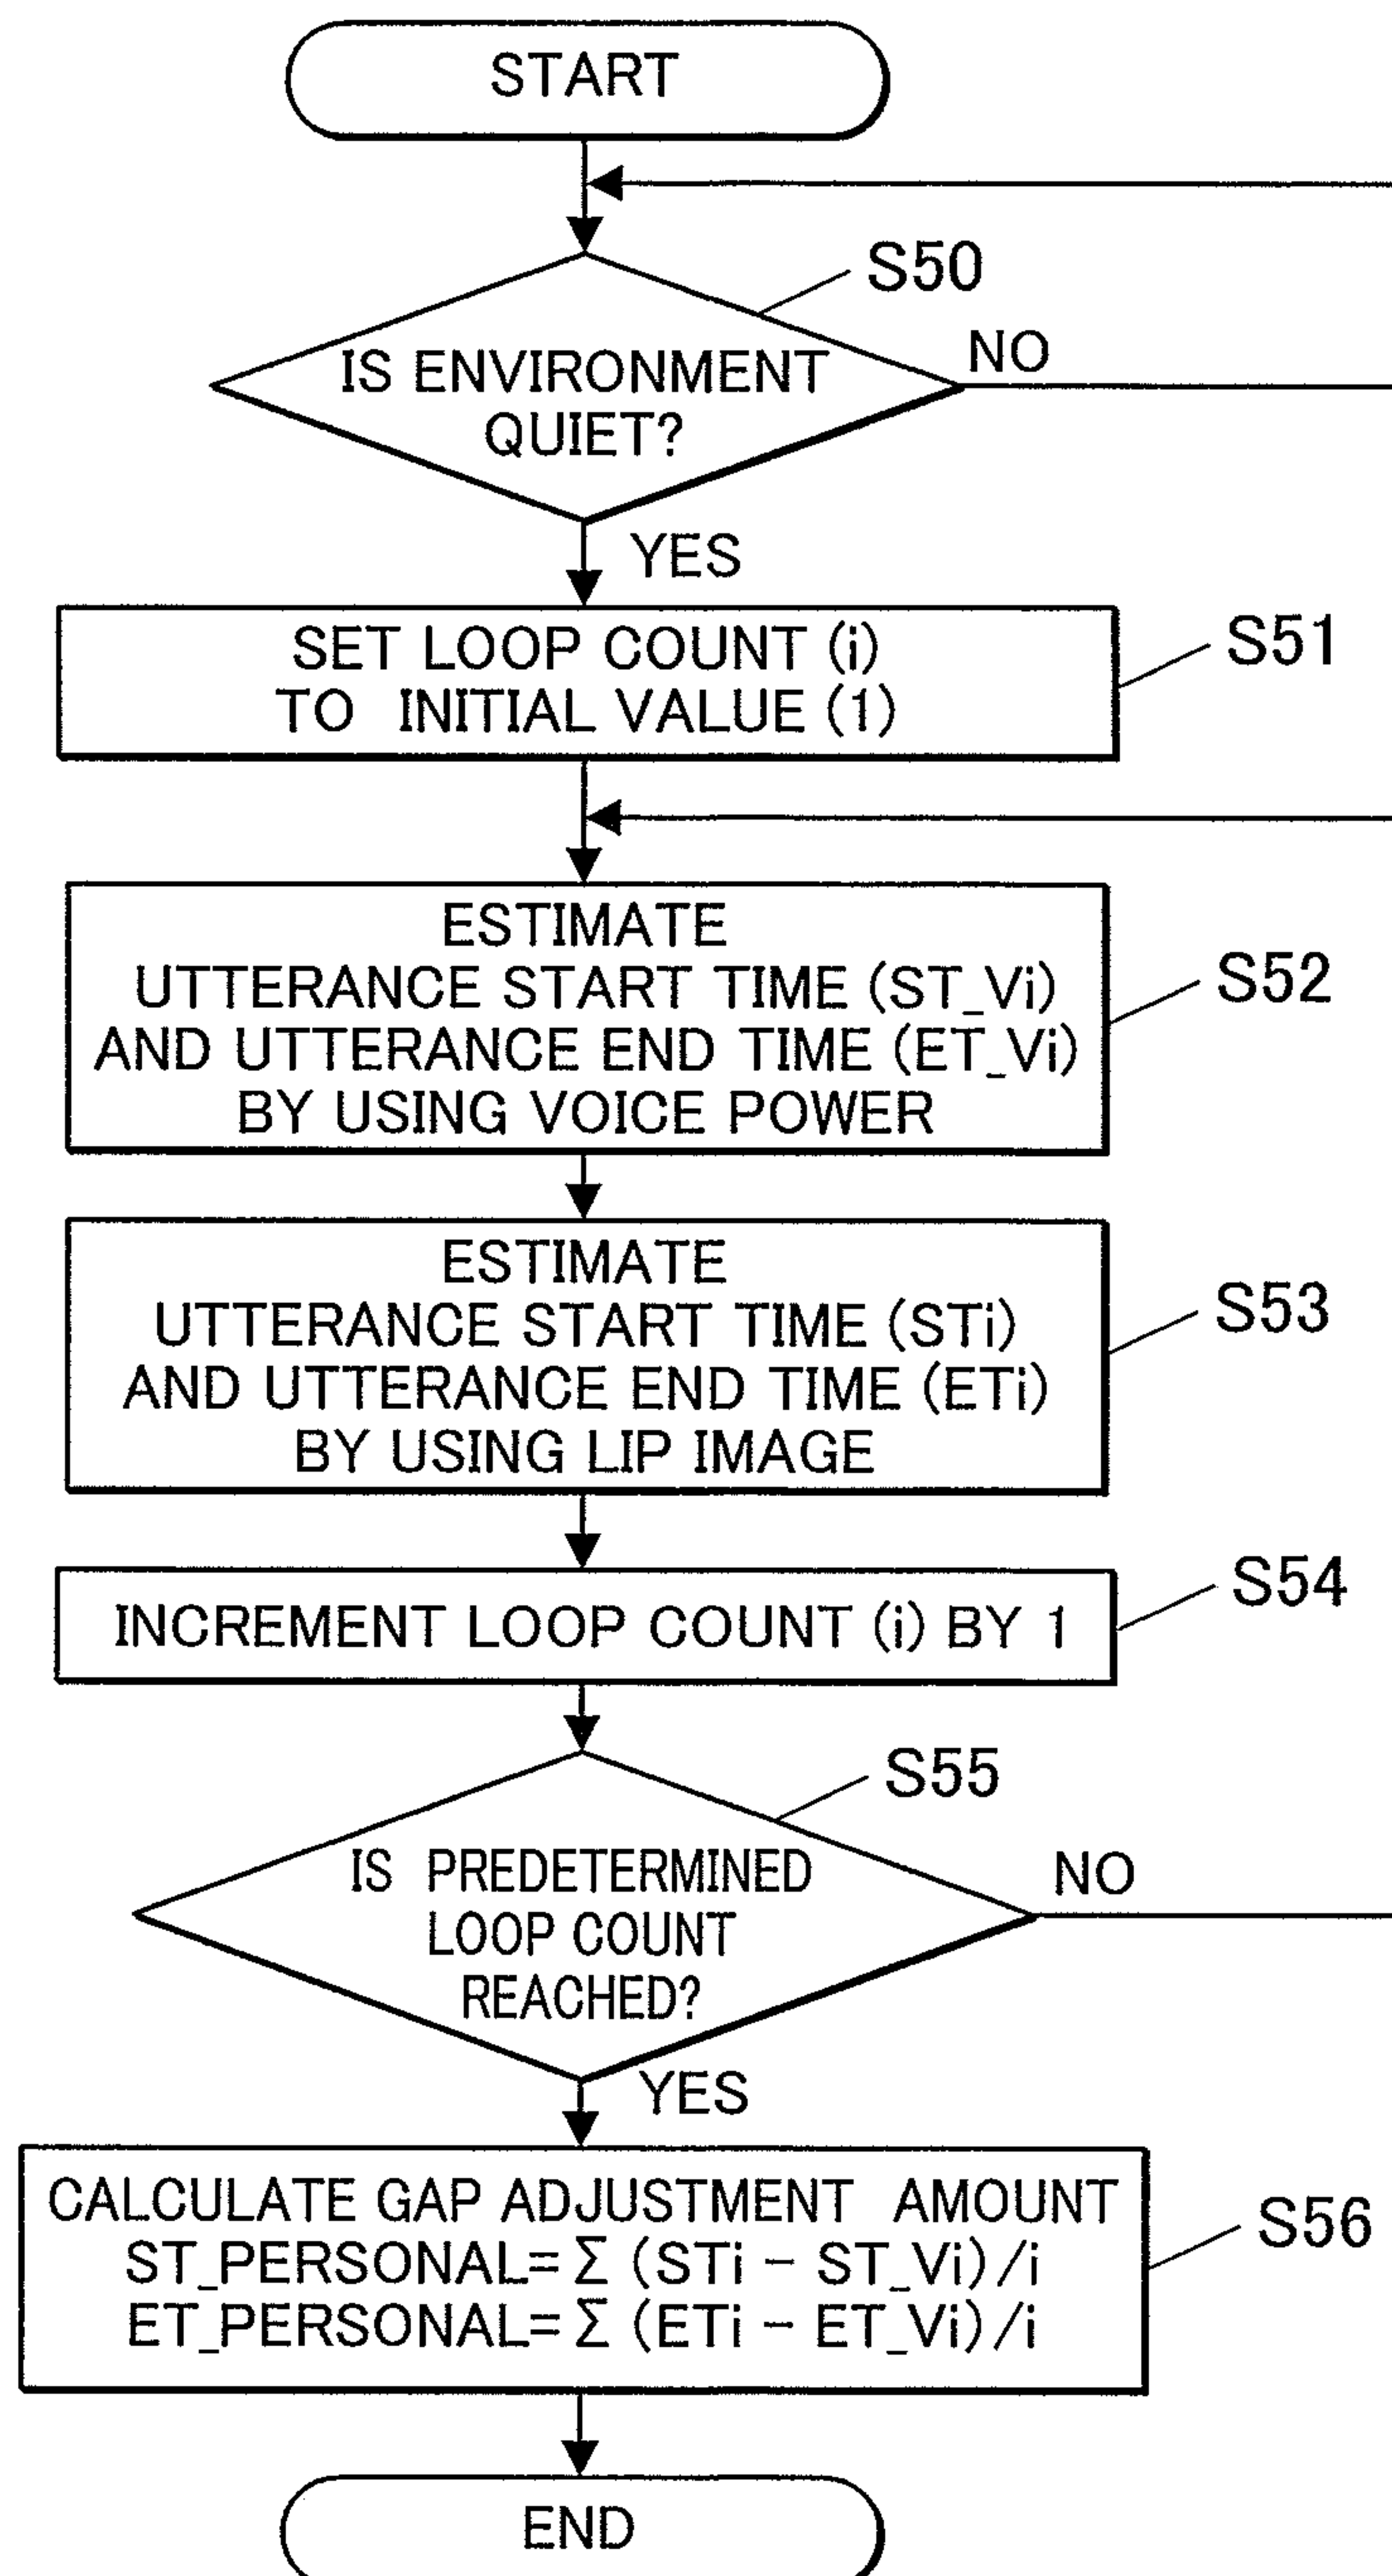 START
S50
IS ENVIRONMENT
QUIET?
NO
YES
SET LOOP COUNT (i)
TO INITIAL VALUE (1)
S51
ESTIMATE
UTTERANCE START TIME (ST_Vi)
AND UTTERANCE END TIME (ET_Vi)
BY USING VOICE POWER
S52
ESTIMATE
UTTERANCE START TIME (STi)
AND UTTERANCE END TIME (ETi)
BY USING LIP IMAGE
S53
INCREMENT LOOP COUNT (i) BY 1
S54
S55
IS PREDETERMINED
LOOP COUNT
REACHED?
NO
YES
CALCULATE GAP ADJUSTMENT AMOUNT
ST_PERSONAL= Σ (STi − ST_Vi)/i
ET_PERSONAL= Σ (ETi − ET_Vi)/i
S56
END